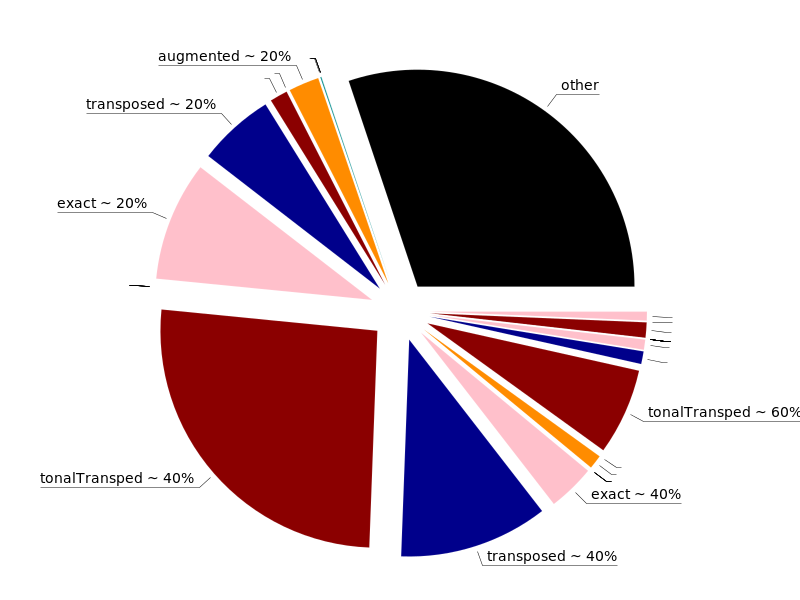 augmented ~ 20%
other
transposed ~ 20%
exact ~ 20%
tonalTransped ~ 60%
tonalTransped ~ 40%
exact ~ 40%
transposed ~ 40%